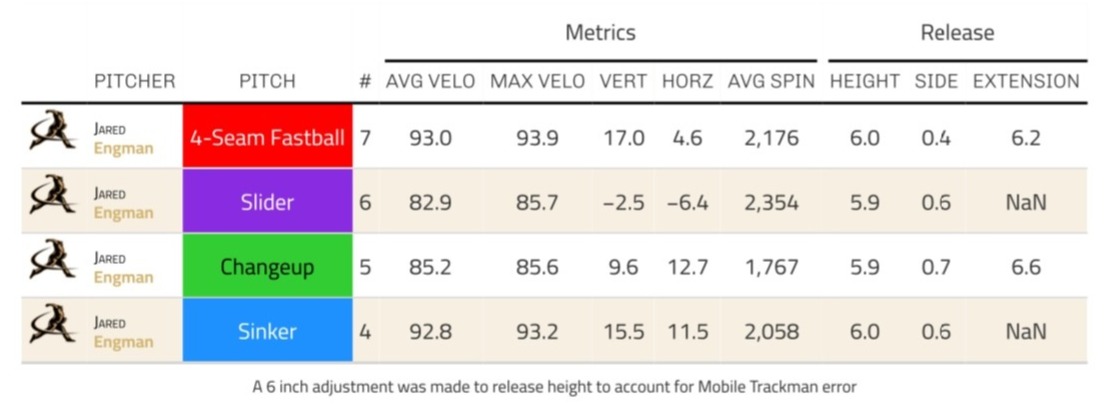 Metrics Release
PITCHER PITCH # AVG VELO MAX VELO VERT HORZ AVG SPIN HEIGHT SIDE EXTENSION
JARED Engman 4-Seam Fastball 7 93.0 93.9 17.0 4.6 2,176 6.0 0.4 6.2
JARED Engman Slider 6 82.9 85.7 −2.5 −6.4 2,354 5.9 0.6 NaN
JARED Engman Changeup 5 85.2 85.6 9.6 12.7 1,767 5.9 0.7 6.6
JARED Engman Sinker 4 92.8 93.2 15.5 11.5 2,058 6.0 0.6 NaN
A 6 inch adjustment was made to release height to account for Mobile Trackman error